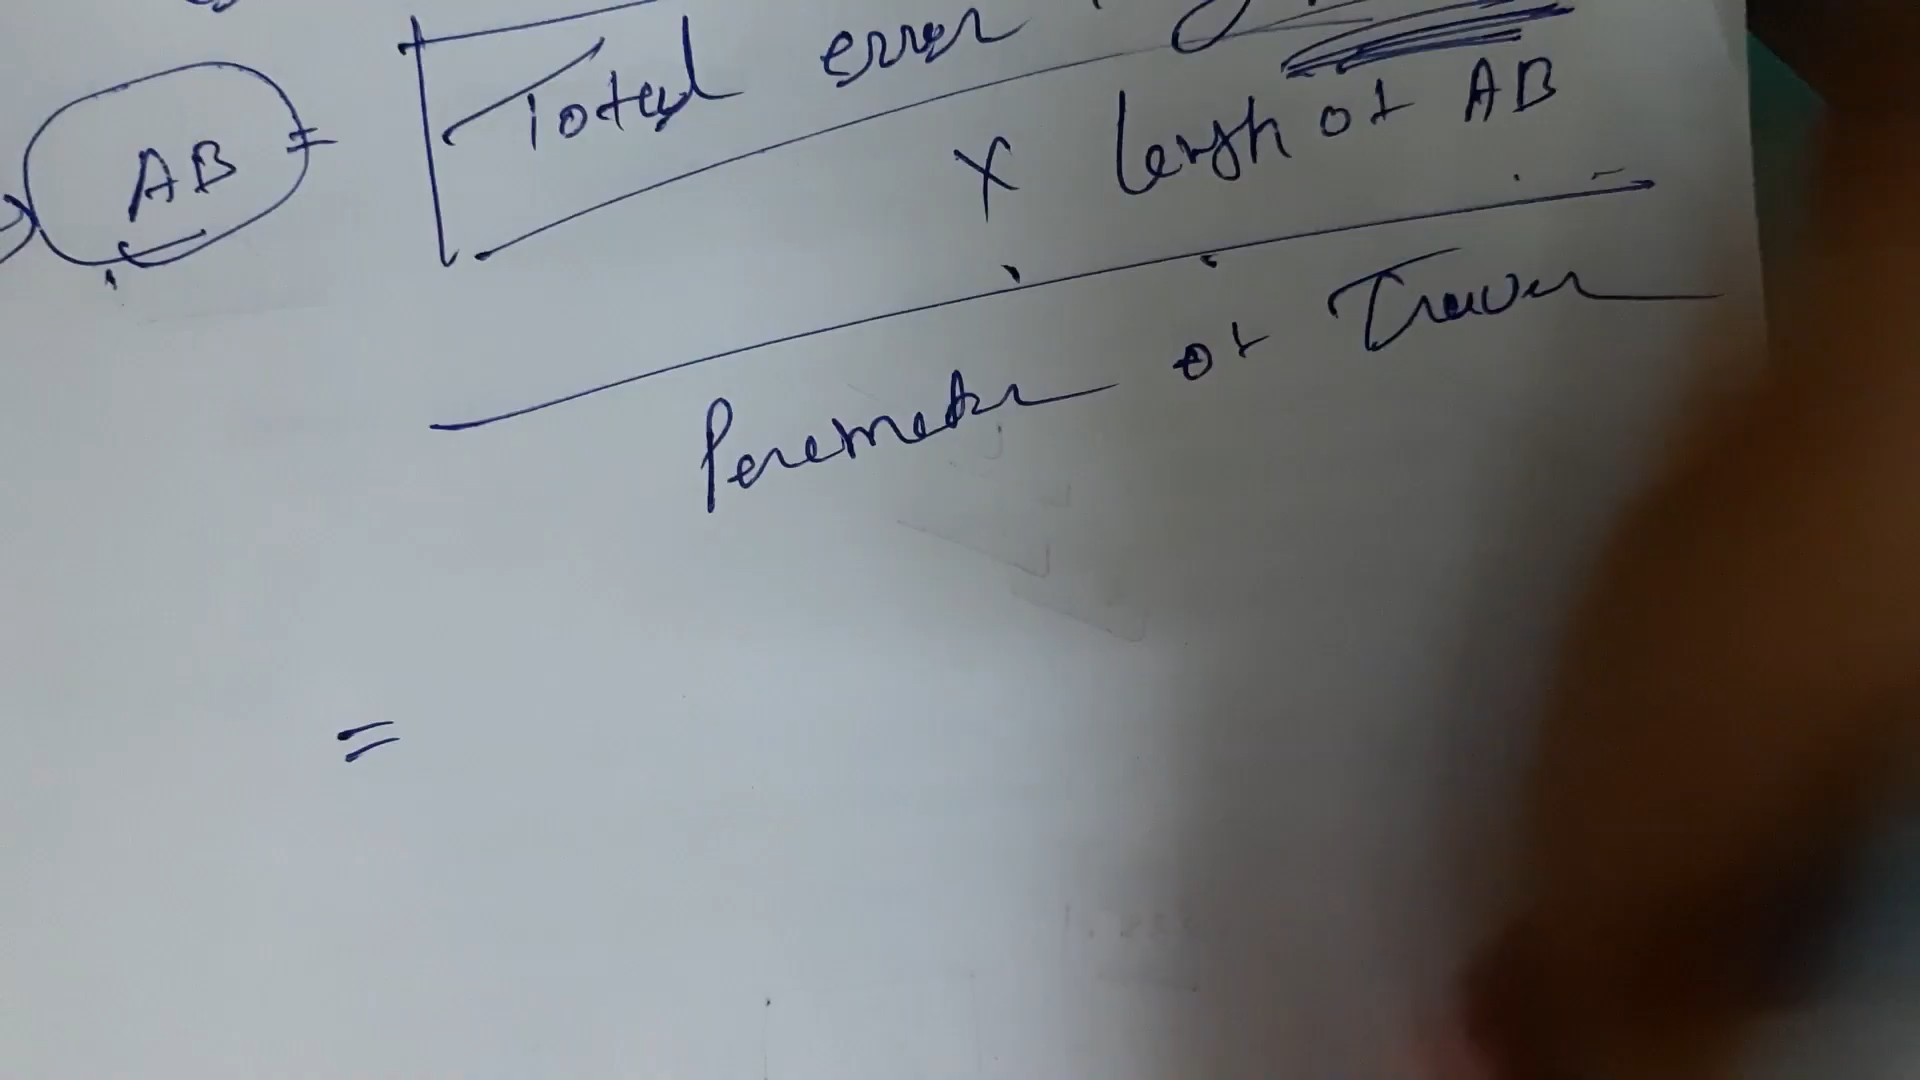 AB = Total error
x length of AB
Peremeter of Traver
=